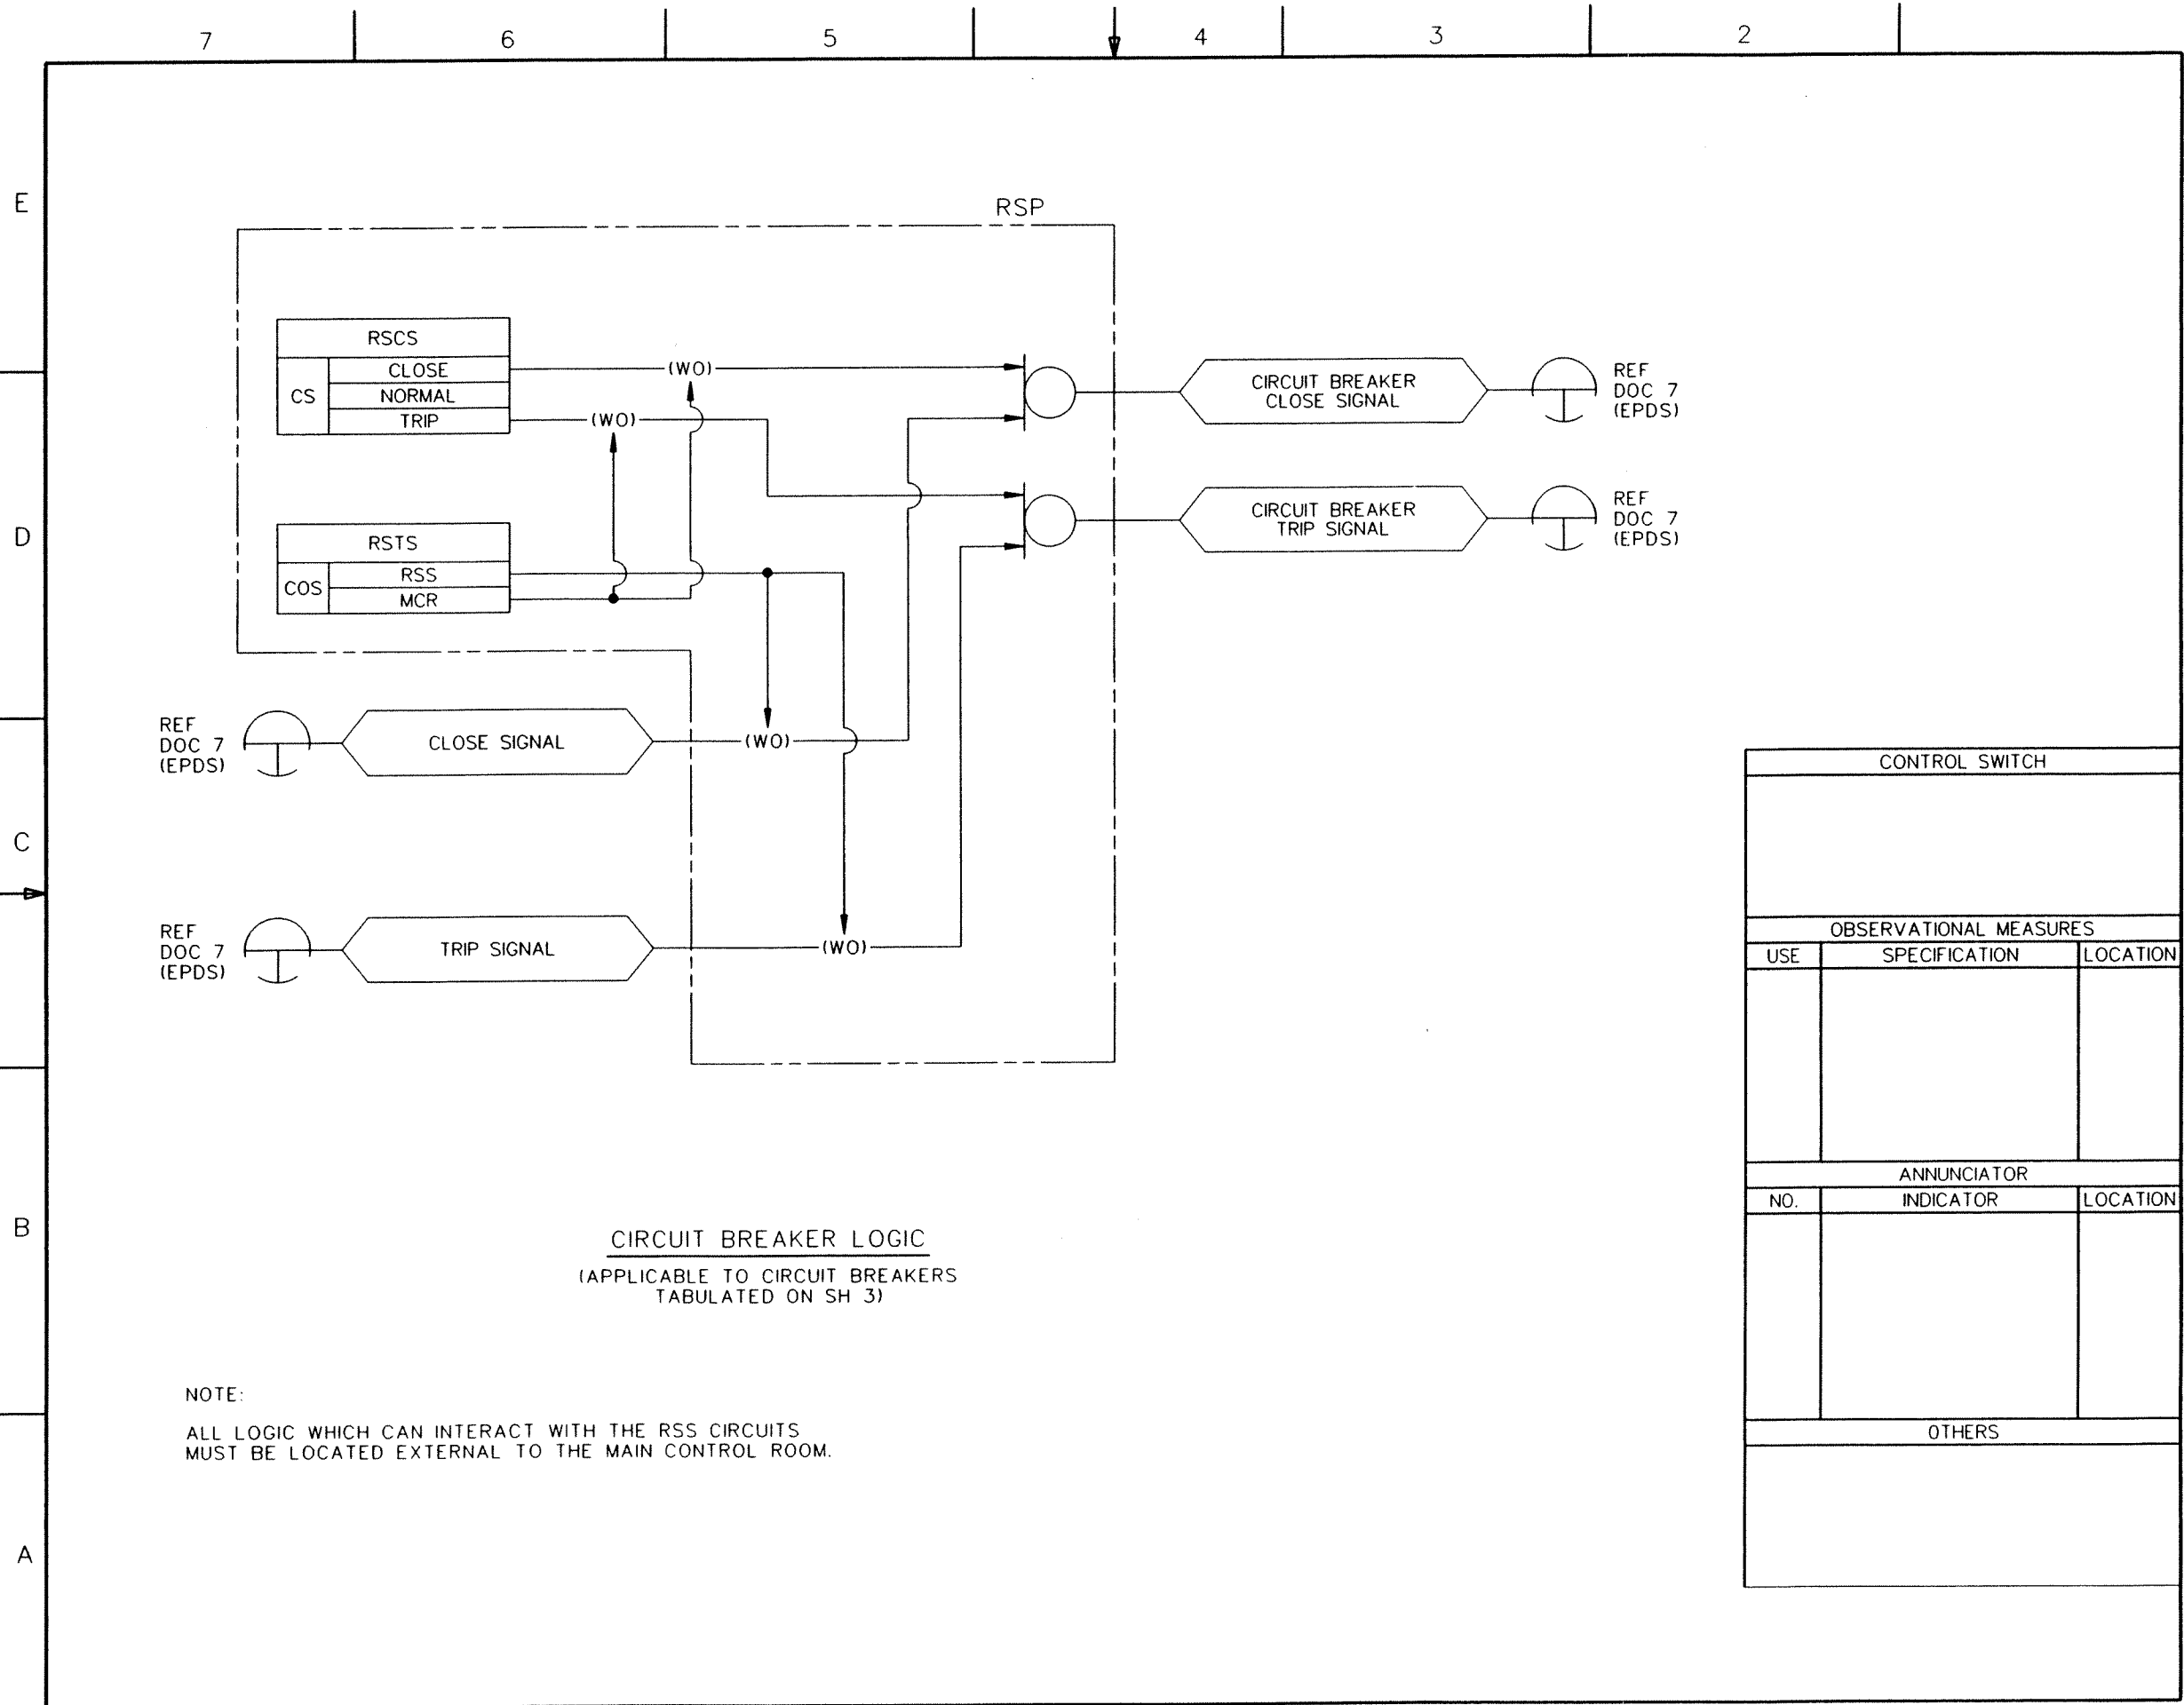 7 6 5 4 3 2
E
D
C
B
A
RSP
RSCS
CS
CLOSE
NORMAL
TRIP
(WO)
(WO)
CIRCUIT BREAKER
CLOSE SIGNAL
REF
DOC 7
(EPDS)
RSTS
COS
RSS
MCR
CIRCUIT BREAKER
TRIP SIGNAL
REF
DOC 7
(EPDS)
REF
DOC 7
(EPDS)
CLOSE SIGNAL
(WO)
REF
DOC 7
(EPDS)
TRIP SIGNAL
(WO)
CONTROL SWITCH
OBSERVATIONAL MEASURES
USE SPECIFICATION LOCATION
ANNUNCIATOR
NO. INDICATOR LOCATION
OTHERS
CIRCUIT BREAKER LOGIC
(APPLICABLE TO CIRCUIT BREAKERS
TABULATED ON SH 3)
NOTE:
ALL LOGIC WHICH CAN INTERACT WITH THE RSS CIRCUITS
MUST BE LOCATED EXTERNAL TO THE MAIN CONTROL ROOM.